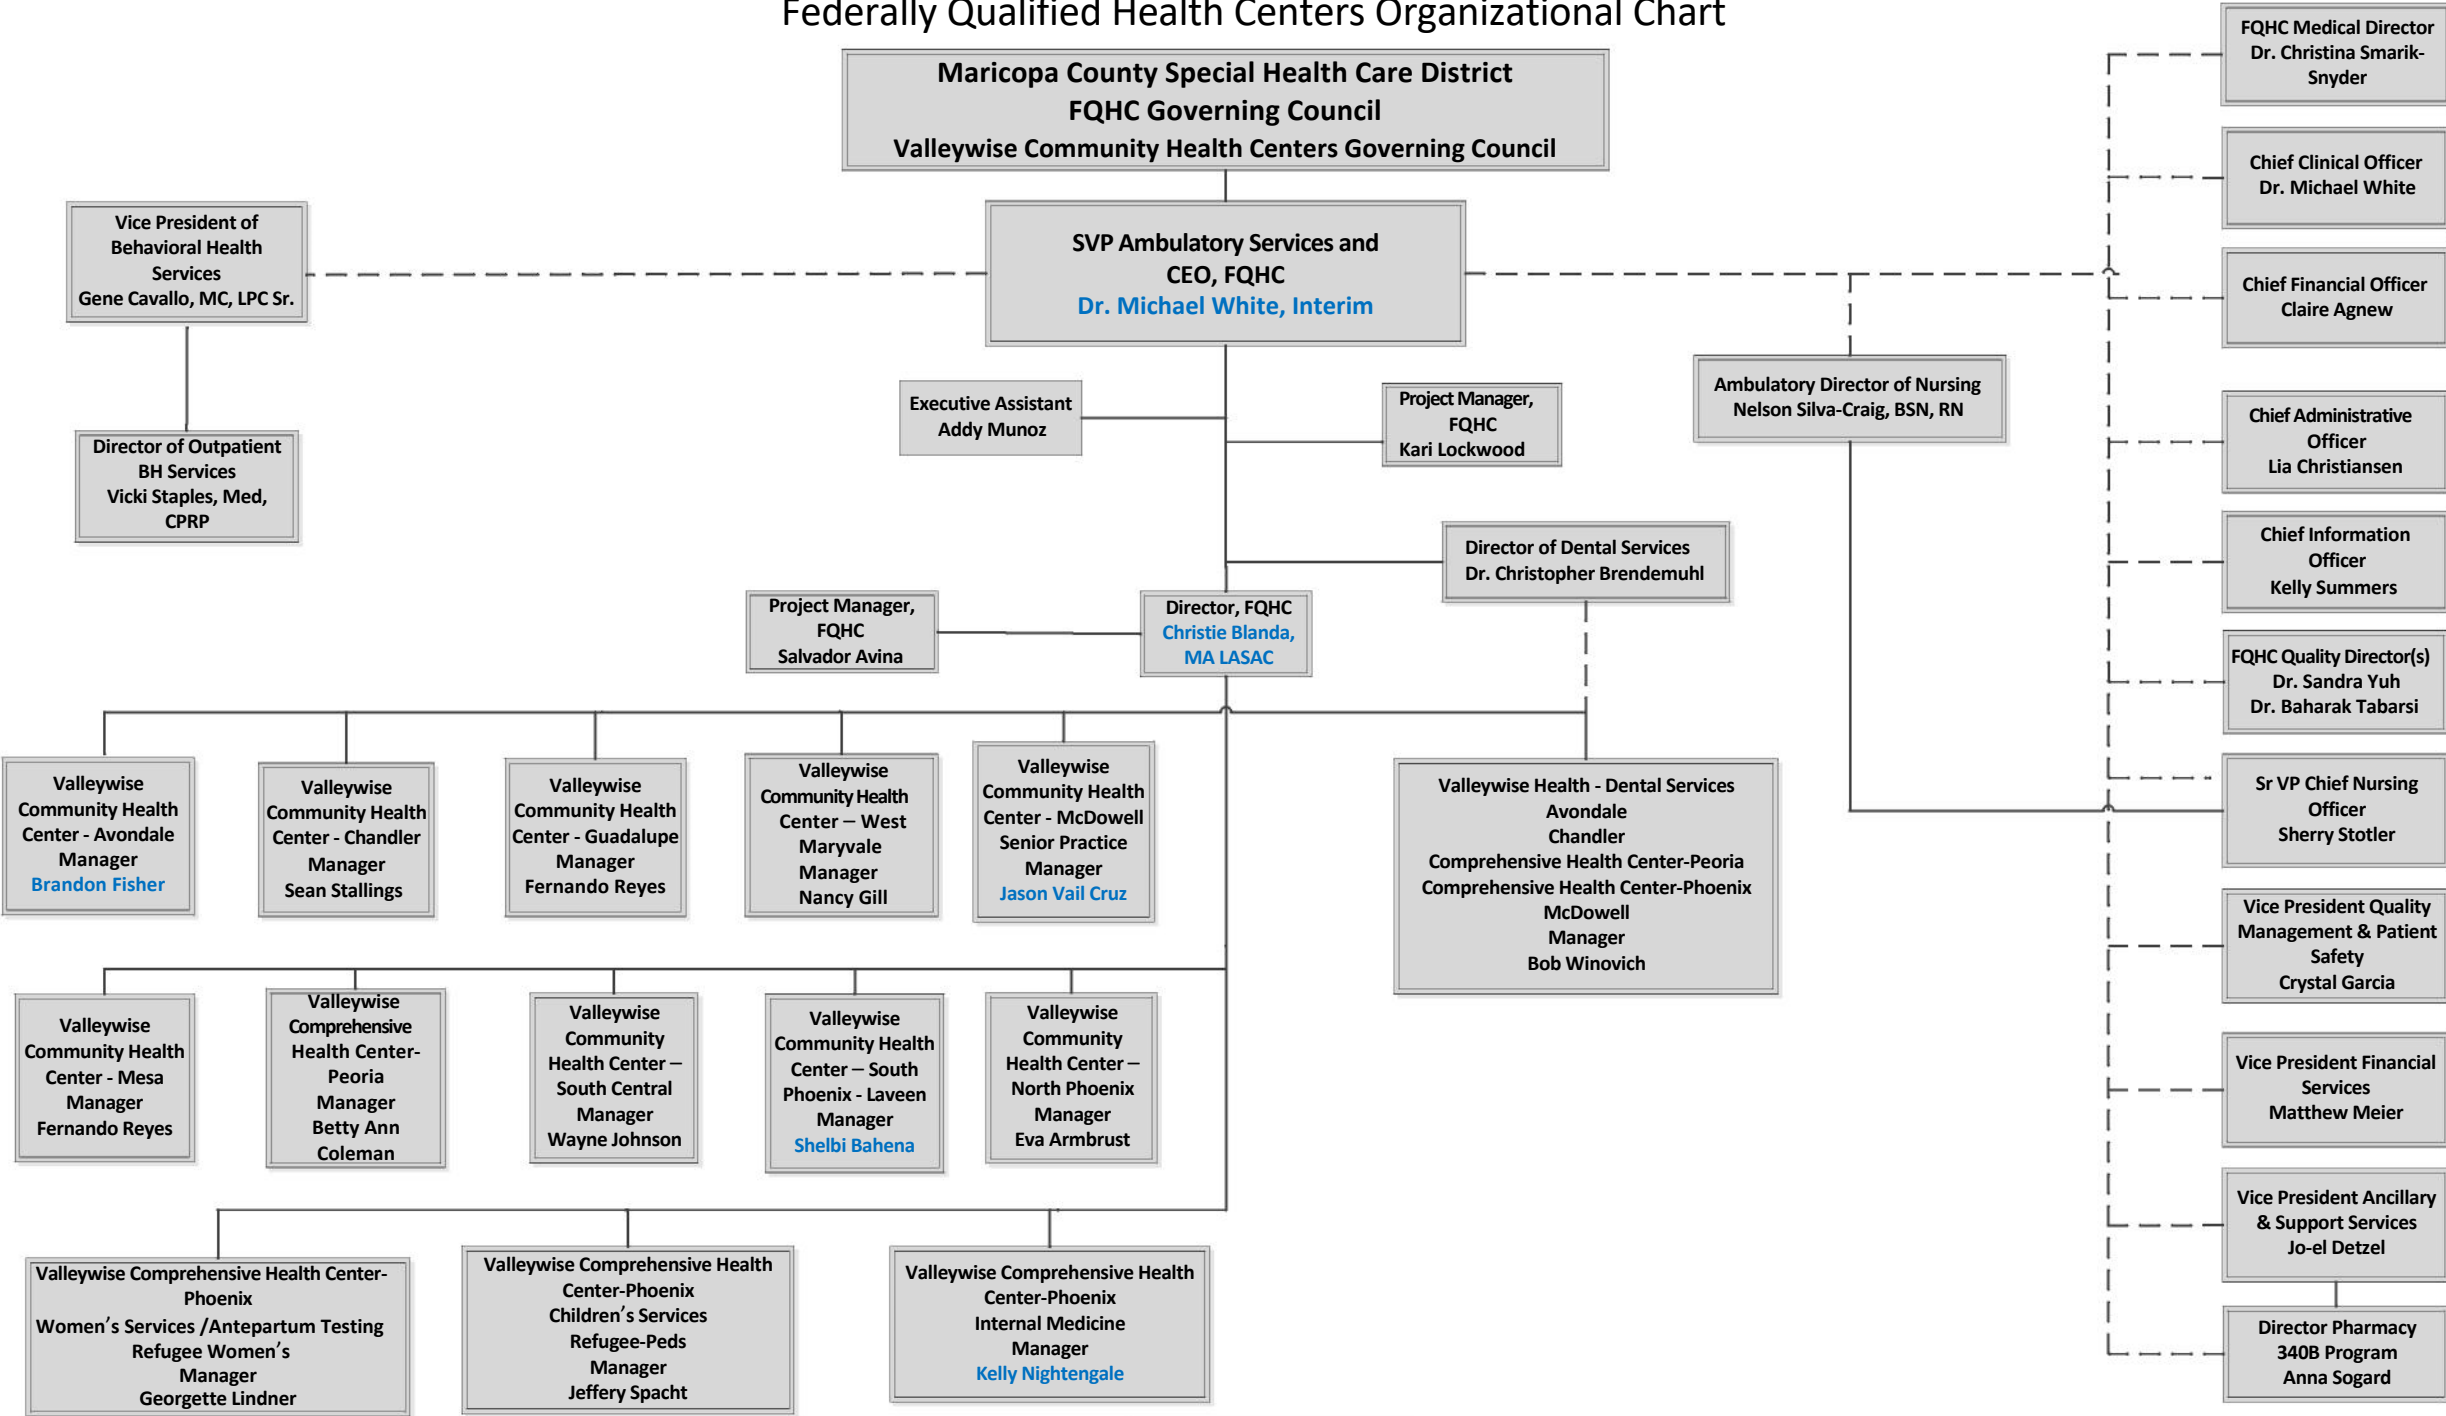 Federally Qualified Health Centers Organizational Chart
Maricopa County Special Health Care District
FQHC Governing Council
Valleywise Community Health Centers Governing Council
SVP Ambulatory Services and
CEO, FQHC
Dr. Michael White, Interim
Vice President of
Behavioral Health
Services
Gene Cavallo, MC, LPC Sr.
Director of Outpatient
BH Services
Vicki Staples, Med,
CPRP
Executive Assistant
Addy Munoz
Project Manager,
FQHC
Kari Lockwood
Ambulatory Director of Nursing
Nelson Silva-Craig, BSN, RN
Director of Dental Services
Dr. Christopher Brendemuhl
Project Manager,
FQHC
Salvador Avina
Director, FQHC
Christie Blanda,
MA LASAC
Valleywise
Community Health
Center - Avondale
Manager
Brandon Fisher
Valleywise
Community Health
Center - Chandler
Manager
Sean Stallings
Valleywise
Community Health
Center - Guadalupe
Manager
Fernando Reyes
Valleywise
Community Health
Center – West
Maryvale
Manager
Nancy Gill
Valleywise
Community Health
Center - McDowell
Senior Practice
Manager
Jason Vail Cruz
Valleywise Health - Dental Services
Avondale
Chandler
Comprehensive Health Center-Peoria
Comprehensive Health Center-Phoenix
McDowell
Manager
Bob Winovich
Valleywise
Community Health
Center - Mesa
Manager
Fernando Reyes
Valleywise
Comprehensive
Health Center-
Peoria
Manager
Betty Ann
Coleman
Valleywise
Community
Health Center –
South Central
Manager
Wayne Johnson
Valleywise
Community Health
Center – South
Phoenix - Laveen
Manager
Shelbi Bahena
Valleywise
Community
Health Center –
North Phoenix
Manager
Eva Armbrust
Valleywise Comprehensive Health Center-
Phoenix
Women's Services /Antepartum Testing
Refugee Women's
Manager
Georgette Lindner
Valleywise Comprehensive Health
Center-Phoenix
Children's Services
Refugee-Peds
Manager
Jeffery Spacht
Valleywise Comprehensive Health
Center-Phoenix
Internal Medicine
Manager
Kelly Nightengale
FQHC Medical Director
Dr. Christina Smarik-
Snyder
Chief Clinical Officer
Dr. Michael White
Chief Financial Officer
Claire Agnew
Chief Administrative
Officer
Lia Christiansen
Chief Information
Officer
Kelly Summers
FQHC Quality Director(s)
Dr. Sandra Yuh
Dr. Baharak Tabarsi
Sr VP Chief Nursing
Officer
Sherry Stotler
Vice President Quality
Management & Patient
Safety
Crystal Garcia
Vice President Financial
Services
Matthew Meier
Vice President Ancillary
& Support Services
Jo-el Detzel
Director Pharmacy
340B Program
Anna Sogard